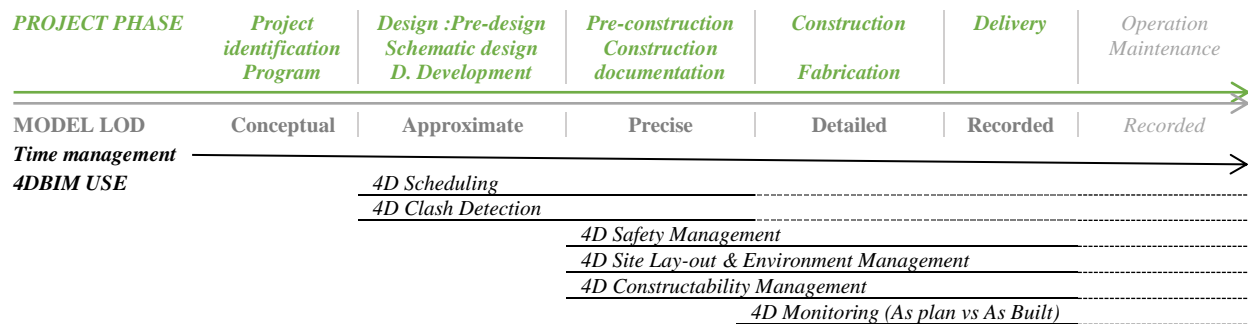 PROJECT PHASE
Project
identification
Program
Design :Pre-design
Schematic design
D. Development
Pre-construction
Construction
documentation
Construction
Fabrication
Delivery
Operation
Maintenance
MODEL LOD
Conceptual
Approximate
Precise
Detailed
Recorded
Recorded
Time management
4DBIM USE
4D Scheduling
4D Clash Detection
4D Safety Management
4D Site Lay-out & Environment Management
4D Constructability Management
4D Monitoring (As plan vs As Built)